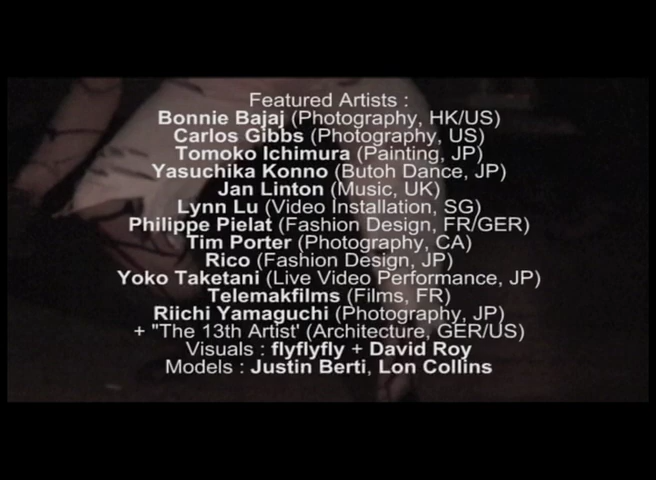 Featured Artists :
Bonnie Bajaj (Photography, HK/US)
Carlos Gibbs (Photography, US)
Tomoko Ichimura (Painting, JP)
Yasuchika Konno (Butoh Dance, JP)
Jan Linton (Music, UK)
Lynn Lu (Video Installation, SG)
Philippe Pielat (Fashion Design, FR/GER)
Tim Porter (Photography, CA)
Rico (Fashion Design, JP)
Yoko Taketani (Live Video Performance, JP)
Telemakfilms (Films, FR)
Riichi Yamaguchi (Photography, JP)
+ "The 13th Artist' (Architecture, GER/US)
Visuals : flyflyfly + David Roy
Models : Justin Berti, Lon Collins